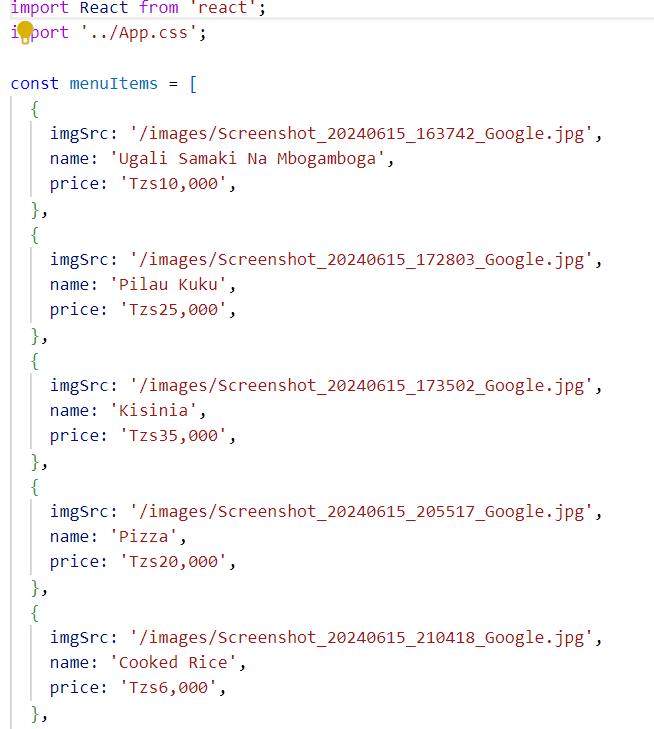 import React from 'react';
import '../App.css';
const menuItems = [
{
imgSrc: '/images/Screenshot_20240615_163742_Google.jpg',
name: 'Ugali Samaki Na Mbogamboga',
price: 'Tzs10,000',
},
{
imgSrc: '/images/Screenshot_20240615_172803_Google.jpg',
name: 'Pilau Kuku',
price: 'Tzs25,000',
},
{
imgSrc: '/images/Screenshot_20240615_173502_Google.jpg',
name: 'Kisinia',
price: 'Tzs35,000',
},
{
imgSrc: '/images/Screenshot_20240615_205517_Google.jpg',
name: 'Pizza',
price: 'Tzs20,000',
},
{
imgSrc: '/images/Screenshot_20240615_210418_Google.jpg',
name: 'Cooked Rice',
price: 'Tzs6,000',
},